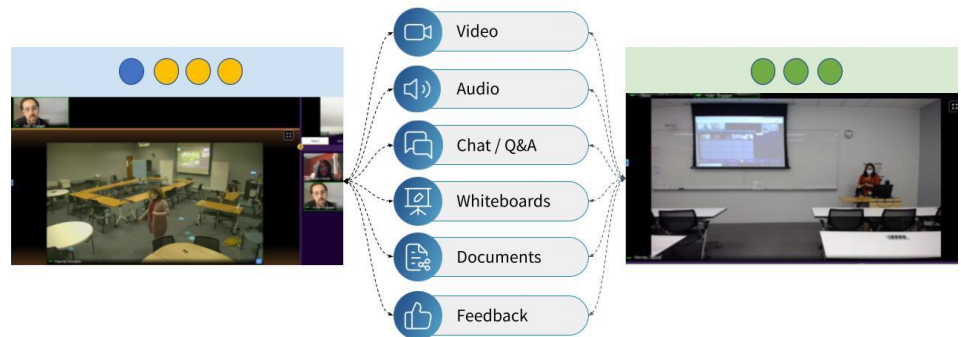 Video
Audio
Chat / Q&A
Whiteboards
Documents
Feedback